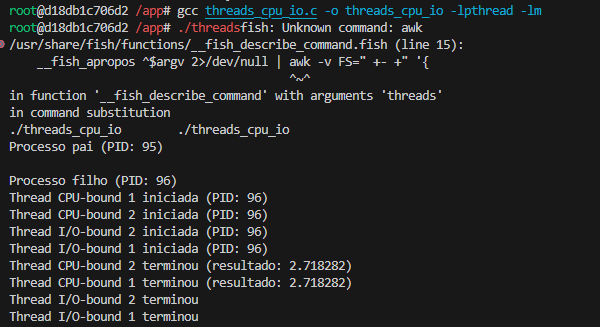 root@d18db1c706d2 /app# gcc threads_cpu_io.c -o threads_cpu_io -lpthread -lm
root@d18db1c706d2 /app# ./threadsfish: Unknown command: awk
/usr/share/fish/functions/__fish_describe_command.fish (line 15):
    __fish_apropos ^$argv 2>/dev/null | awk -v FS=" +- +" '{
                                        ^~^
in function '__fish_describe_command' with arguments 'threads'
in command substitution
./threads_cpu_io        ./threads_cpu_io
Processo pai (PID: 95)

Processo filho (PID: 96)
Thread CPU-bound 1 iniciada (PID: 96)
Thread CPU-bound 2 iniciada (PID: 96)
Thread I/O-bound 2 iniciada (PID: 96)
Thread I/O-bound 1 iniciada (PID: 96)
Thread CPU-bound 2 terminou (resultado: 2.718282)
Thread CPU-bound 1 terminou (resultado: 2.718282)
Thread I/O-bound 2 terminou
Thread I/O-bound 1 terminou